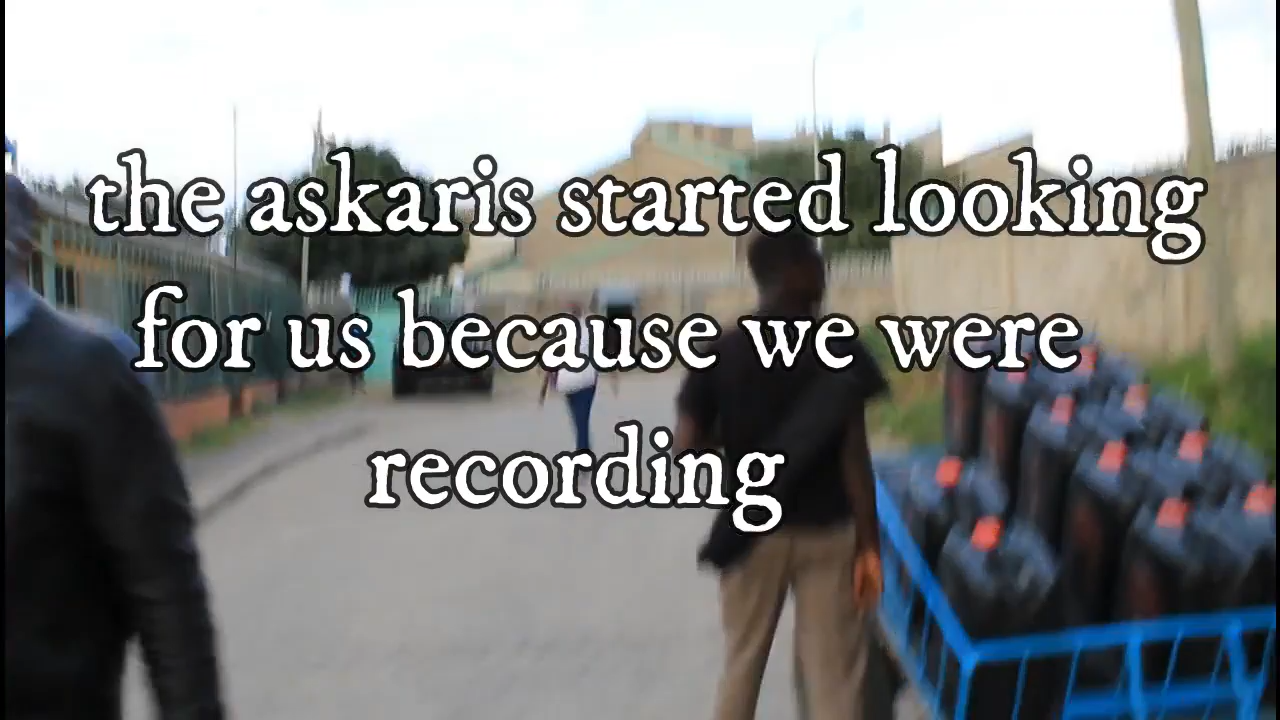 the askaris started looking
for us because we were
recording